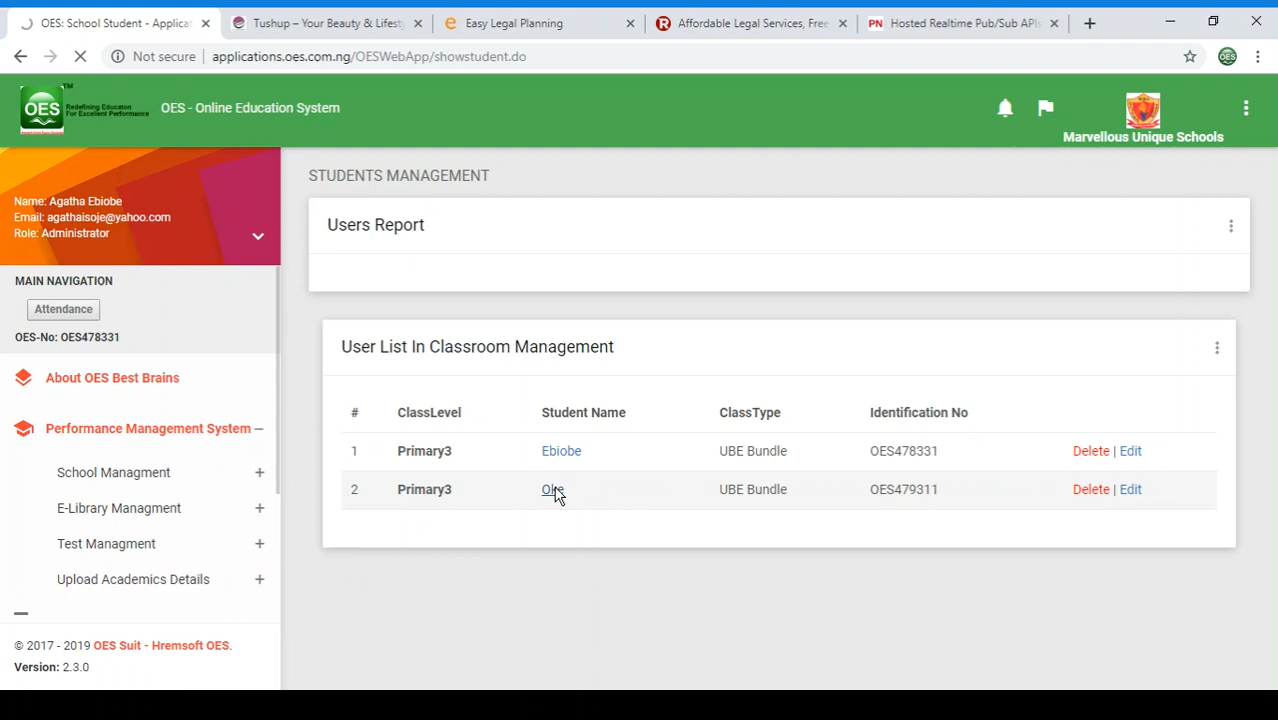 OES: School Student - Applicat
Tushup – Your Beauty & Lifesty
Easy Legal Planning
Affordable Legal Services, Free
PN Hosted Realtime Pub/Sub APIs
Not secure | applications.oes.com.ng/OESWebApp/showstudent.do
OES
TM
Redefining Education
For Excellent Performance
OES - Online Education System
Marvellous Unique Schools
Name: Agatha Ebiobe
Email: agathaisoje@yahoo.com
Role: Administrator
MAIN NAVIGATION
Attendance
OES-No: OES478331
About OES Best Brains
Performance Management System
School Managment +
E-Library Managment +
Test Managment +
Upload Academics Details +
© 2017 - 2019 OES Suit - Hremsoft OES.
Version: 2.3.0
STUDENTS MANAGEMENT
Users Report
User List In Classroom Management
# ClassLevel Student Name ClassType Identification No
1 Primary3 Ebiobe UBE Bundle OES478331 Delete | Edit
2 Primary3 UBE Bundle OES479311 Delete | Edit